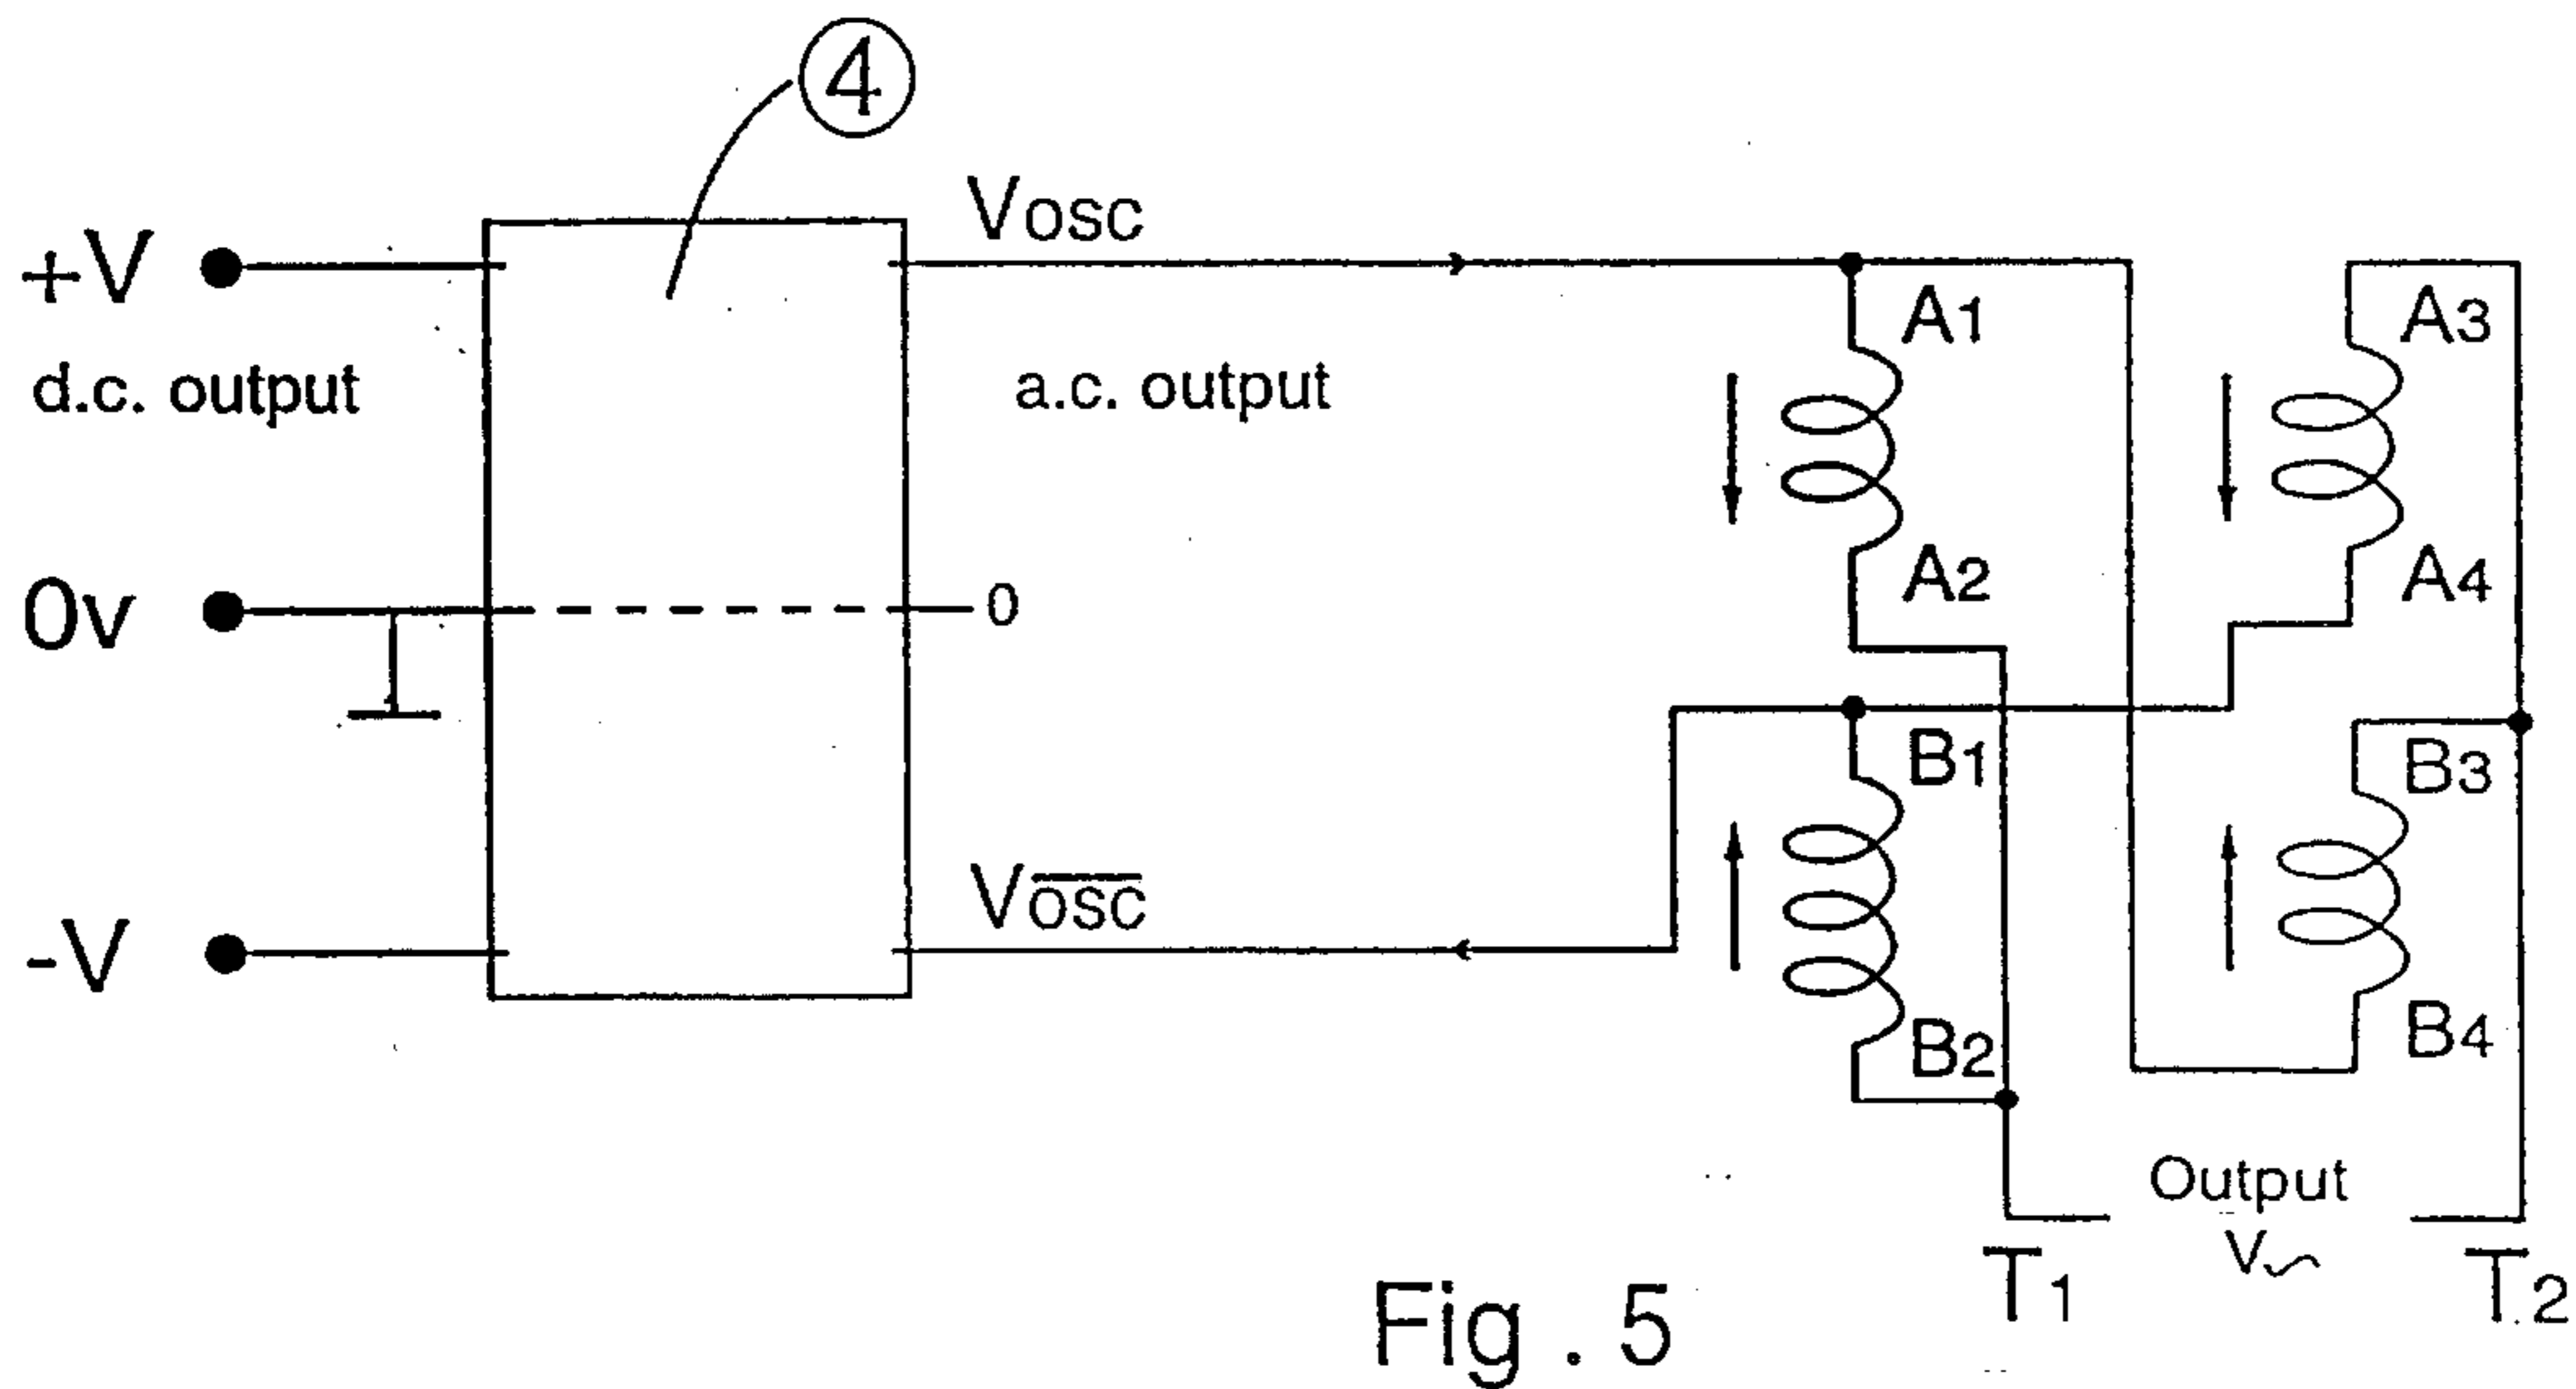 4
Vosc
+V
A1
A3
d.c. output
a.c. output
A2
A4
0v
0
B1
B3
Vo̅s̅c̅
-V
B2
B4
Output
V~
T1
T2
Fig . 5